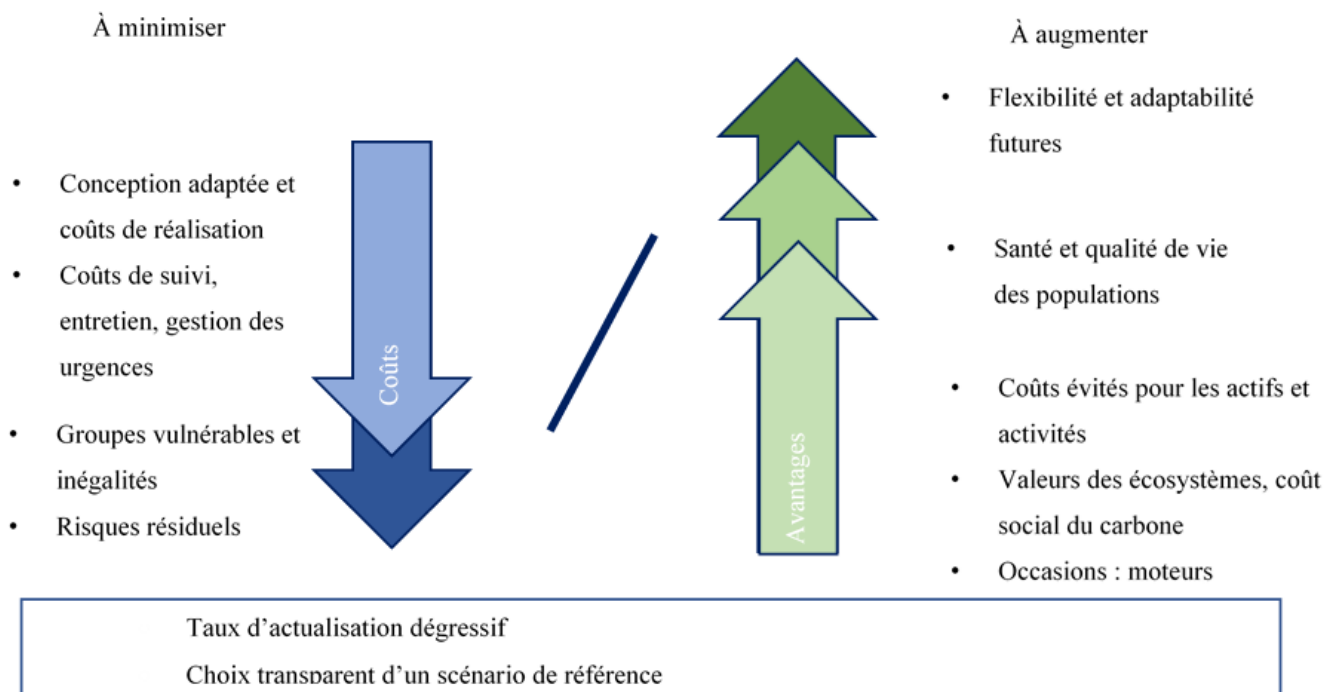 À minimiser
• Conception adaptée et
coûts de réalisation
• Coûts de suivi,
entretien, gestion des
urgences
• Groupes vulnérables et
inégalités
• Risques résiduels
Coûts
Avantages
À augmenter
• Flexibilité et adaptabilité
futures
• Santé et qualité de vie
des populations
• Coûts évités pour les actifs et
activités
• Valeurs des écosystèmes, coût
social du carbone
• Occasions : moteurs
Taux d’actualisation dégressif
Choix transparent d’un scénario de référence